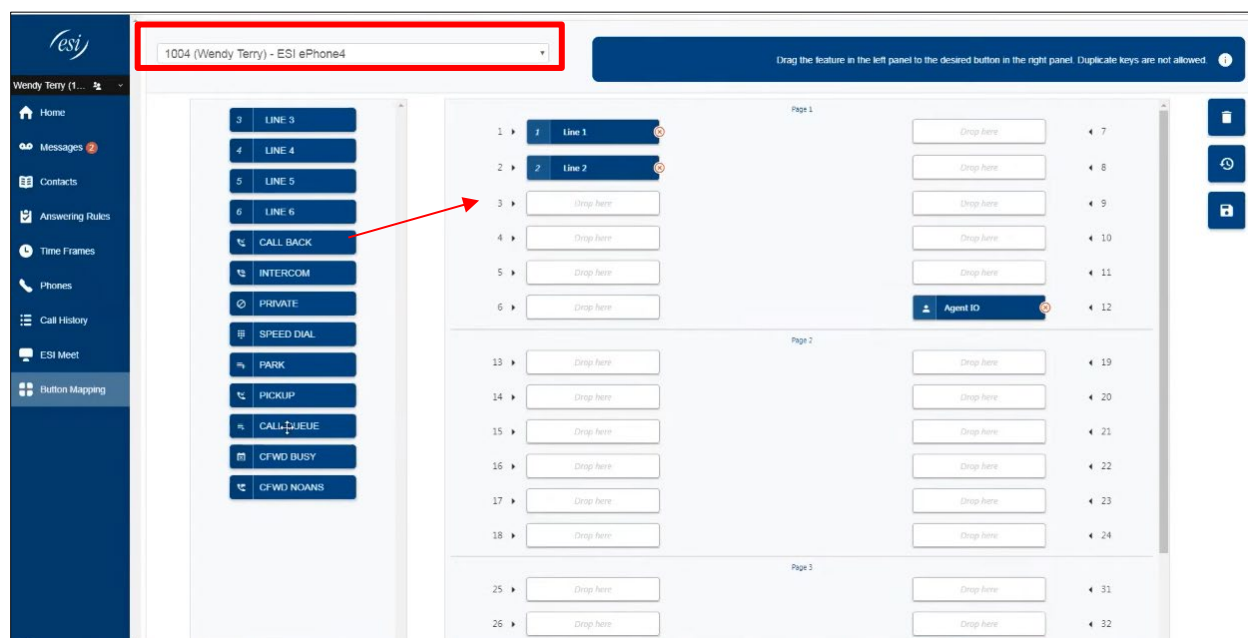 esi
1004 (Wendy Terry) - ESI ePhone4
Drag the feature in the left panel to the desired button in the right panel. Duplicate keys are not allowed.
Wendy Terry (1...
Home
Messages 2
Contacts
Answering Rules
Time Frames
Phones
Call History
ESI Meet
Button Mapping
3 LINE 3
4 LINE 4
5 LINE 5
6 LINE 6
CALL BACK
INTERCOM
PRIVATE
SPEED DIAL
PARK
PICKUP
CALL QUEUE
CFWD BUSY
CFWD NOANS
Page 1
1 1 Line 1 Drop here 7
2 2 Line 2 Drop here 8
3 Drop here Drop here 9
4 Drop here Drop here 10
5 Drop here Drop here 11
6 Drop here Agent IO 12
Page 2
13 Drop here Drop here 19
14 Drop here Drop here 20
15 Drop here Drop here 21
16 Drop here Drop here 22
17 Drop here Drop here 23
18 Drop here Drop here 24
Page 3
25 Drop here Drop here 31
26 Drop here Drop here 32